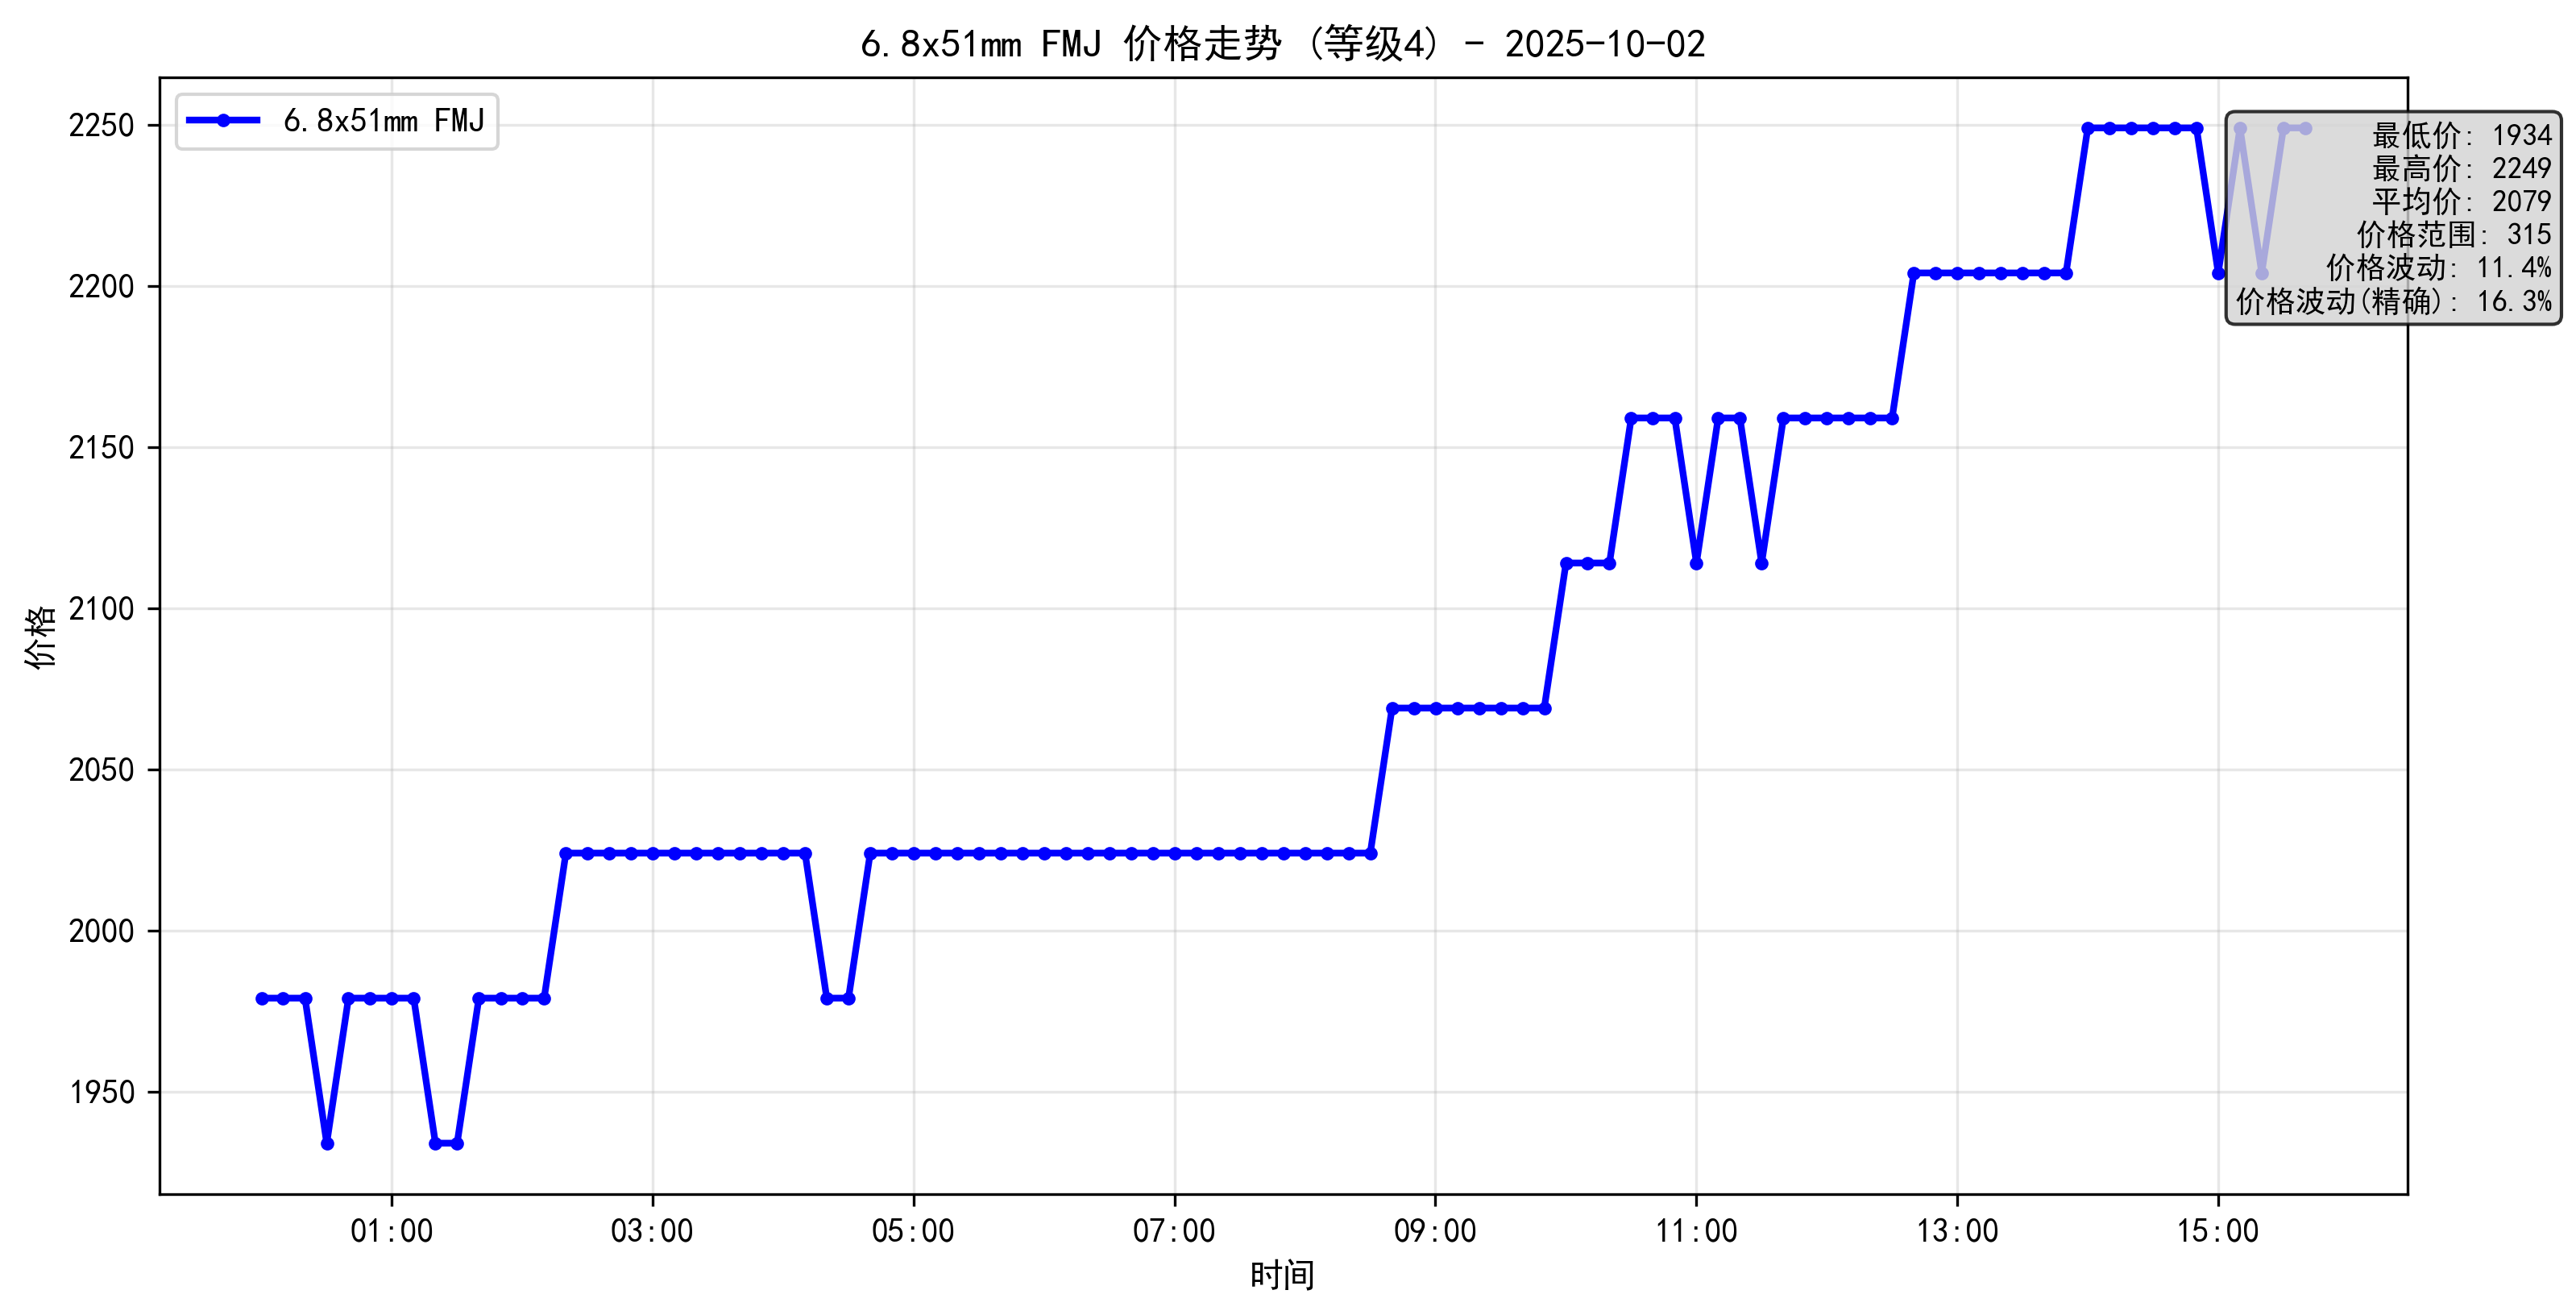 6.8x51mm FMJ 价格走势 (等级4) - 2025-10-02
6.8x51mm FMJ
最低价: 1934
最高价: 2249
平均价: 2079
价格范围: 315
价格波动: 11.4%
价格波动(精确): 16.3%
价格
2250
2200
2150
2100
2050
2000
1950
01:00 03:00 05:00 07:00 09:00 11:00 13:00 15:00
时间